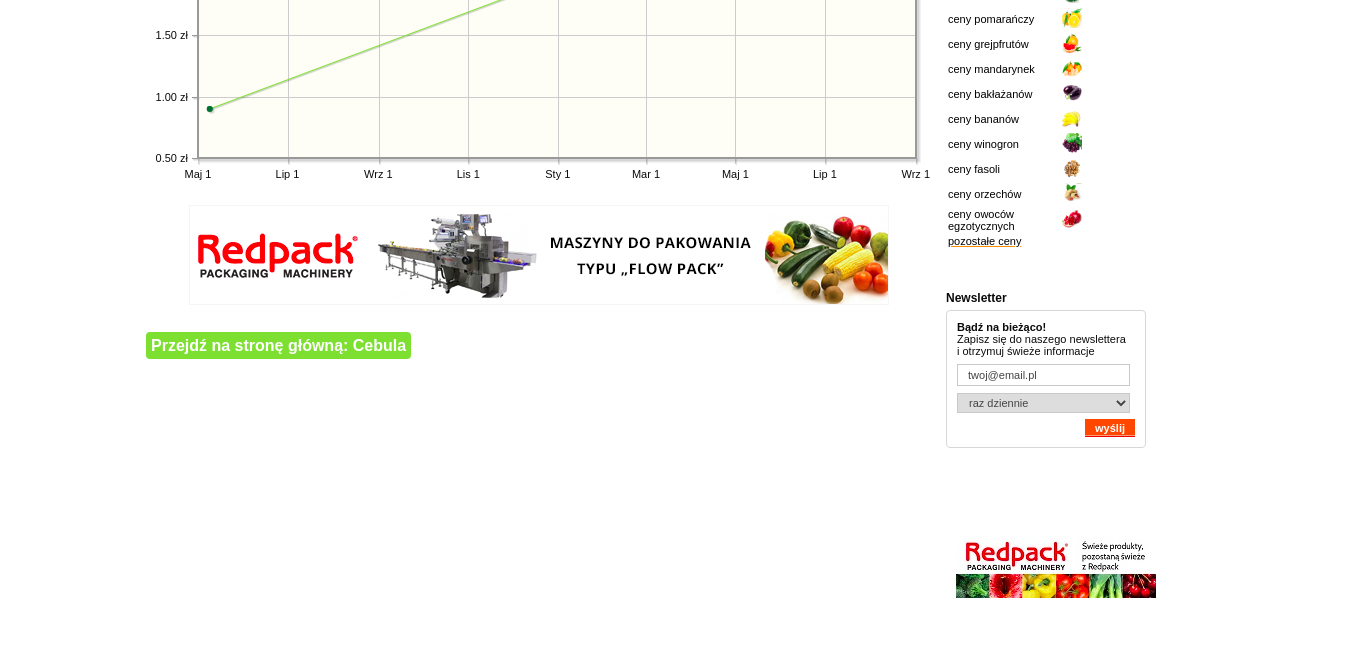 1.50 zł
1.00 zł
0.50 zł
Maj 1
Lip 1
Wrz 1
Lis 1
Sty 1
Mar 1
Maj 1
Lip 1
Wrz 1
Redpack
PACKAGING MACHINERY
MASZYNY DO PAKOWANIA
TYPU „FLOW PACK”
Przejdź na stronę główną: Cebula
ceny pomarańczy
ceny grejpfrutów
ceny mandarynek
ceny bakłażanów
ceny bananów
ceny winogron
ceny fasoli
ceny orzechów
ceny owoców
egzotycznych
pozostałe ceny
Newsletter
Bądź na bieżąco!
Zapisz się do naszego newslettera
i otrzymuj świeże informacje
twoj@email.pl
raz dziennie
wyślij
Redpack
PACKAGING MACHINERY
Świeże produkty,
pozostaną świeże
z Redpack